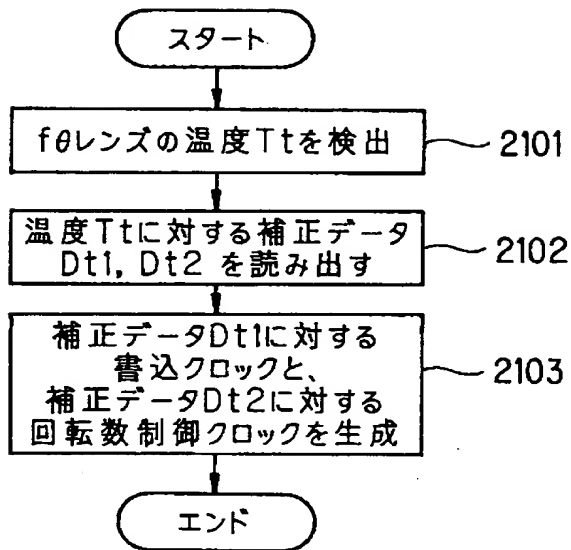 スタート
fθレンズの温度Ttを検出
2101
温度Ttに対する補正データ
Dt1, Dt2 を読み出す
2102
補正データDt1に対する
書込クロックと、
補正データDt2に対する
回転数制御クロックを生成
2103
エンド